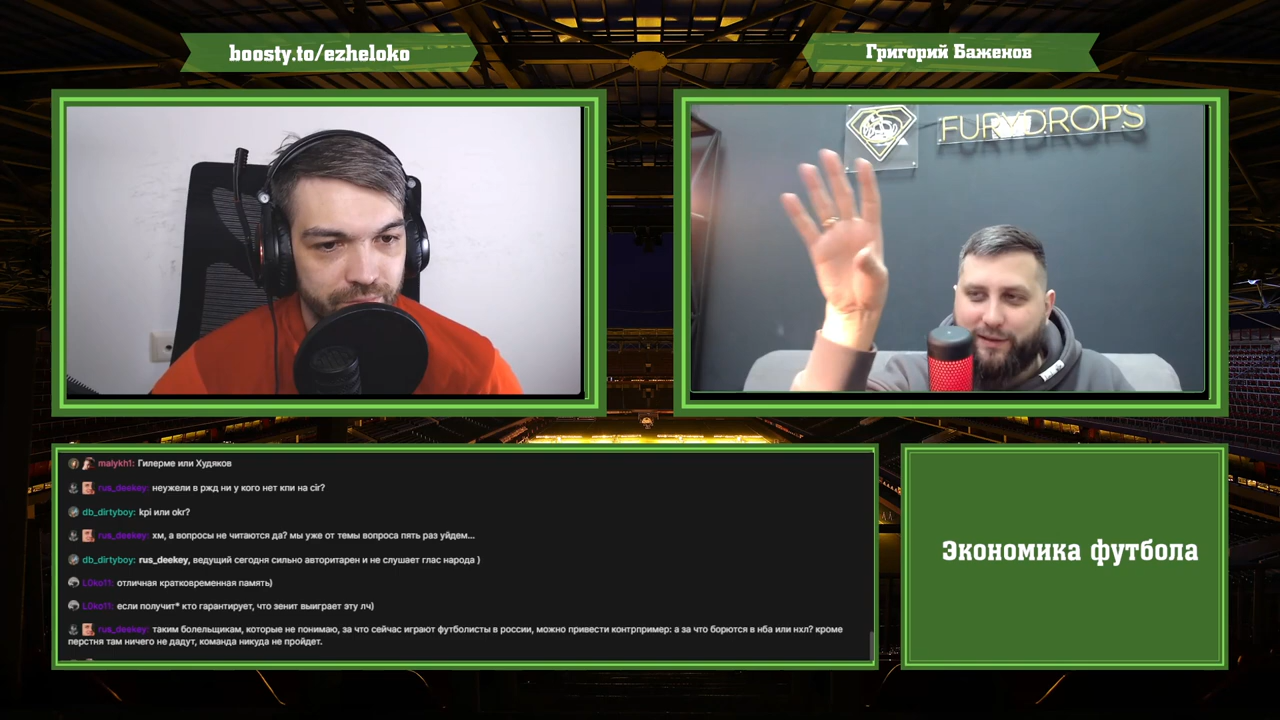 boosty.to/ezheloko
Григорий Баженов
FURYDROPS
malykh1: Гилерме или Худяков
rus_deekey: неужели в ржд ни у кого нет кпи на cir?
db_dirtyboy: kpi или okr?
rus_deekey: хм, а вопросы не читаются да? мы уже от темы вопроса пять раз уйдем...
db_dirtyboy: rus_deekey, ведущий сегодня сильно авторитарен и не слушает глас народа )
L0ko11: отличная кратковременная память)
L0ko11: если получит* кто гарантирует, что зенит выиграет эту лч)
rus_deekey: таким болельщикам, которые не понимаю, за что сейчас играют футболисты в россии, можно привести контрпример: а за что борются в нба или нхл? кроме
перстня там ничего не дадут, команда никуда не пройдет.
Экономика футбола